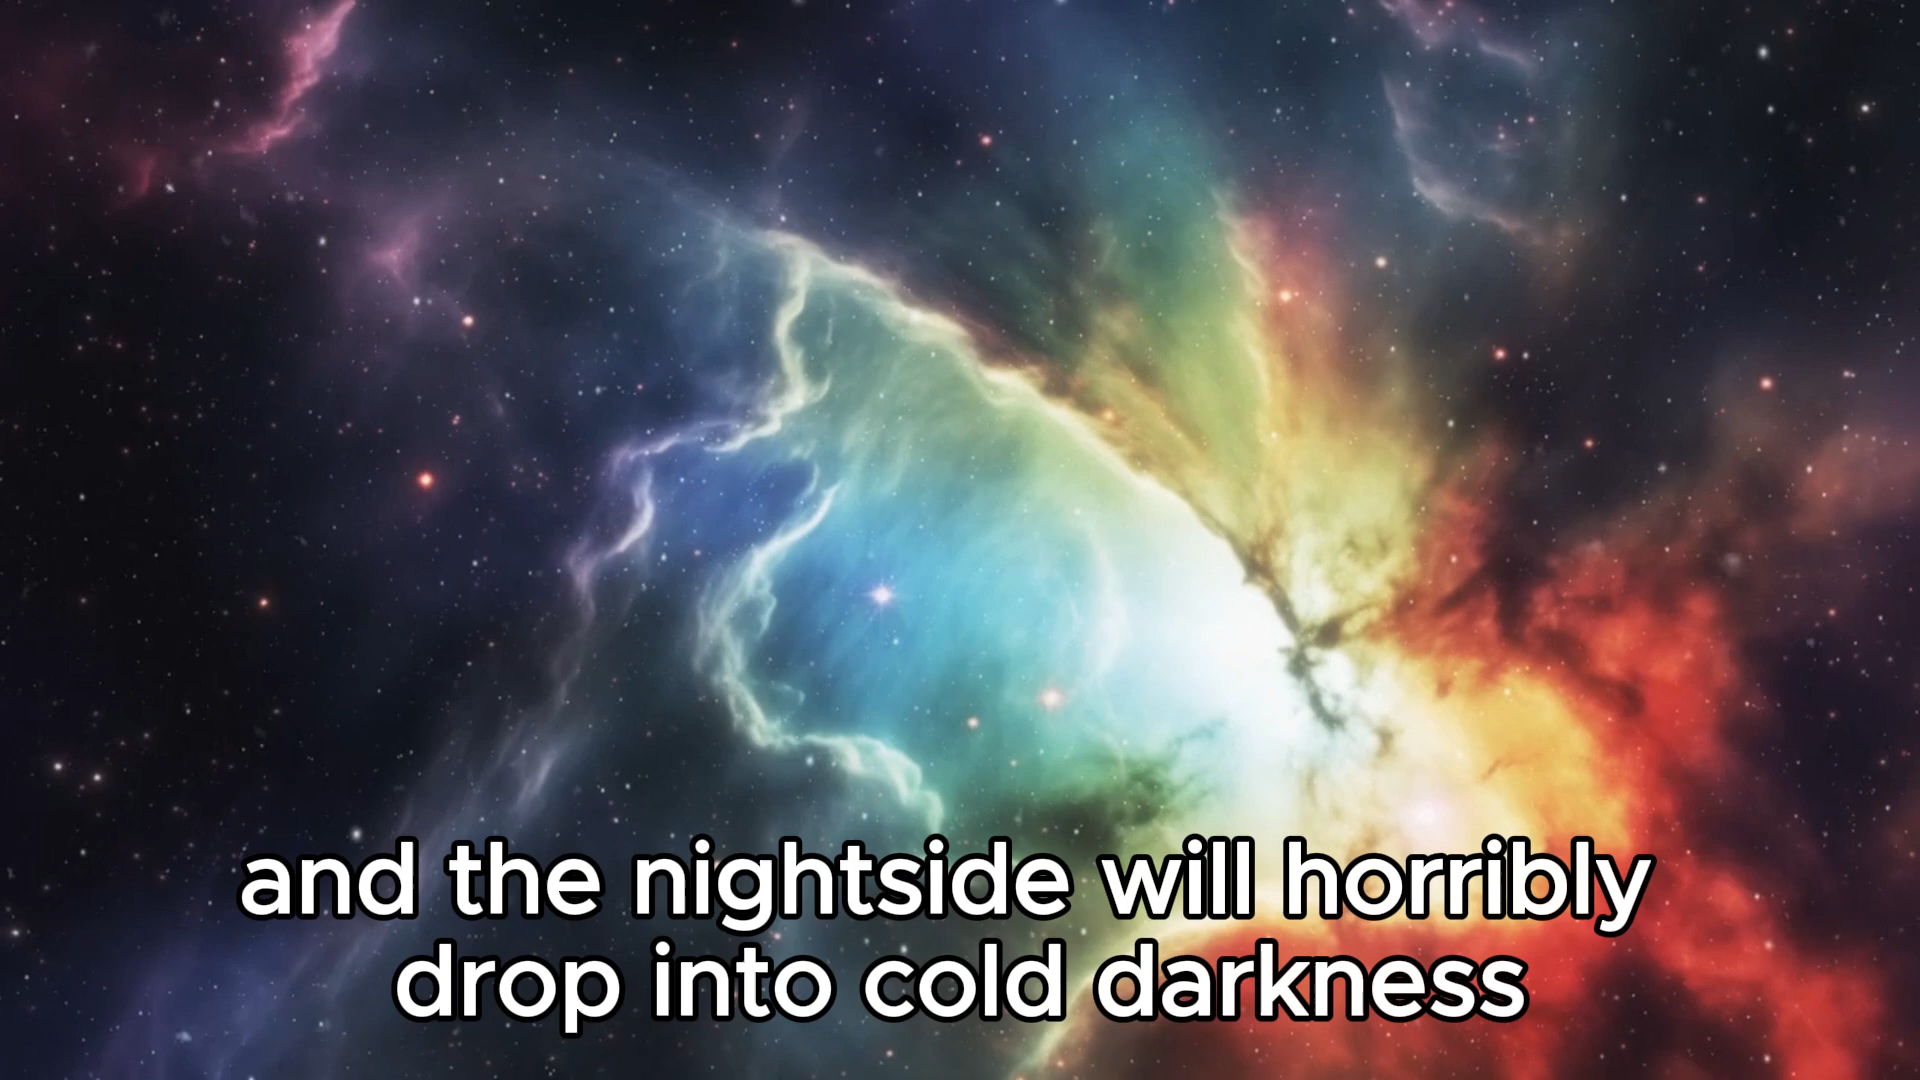 and the nightside will horribly
drop into cold darkness